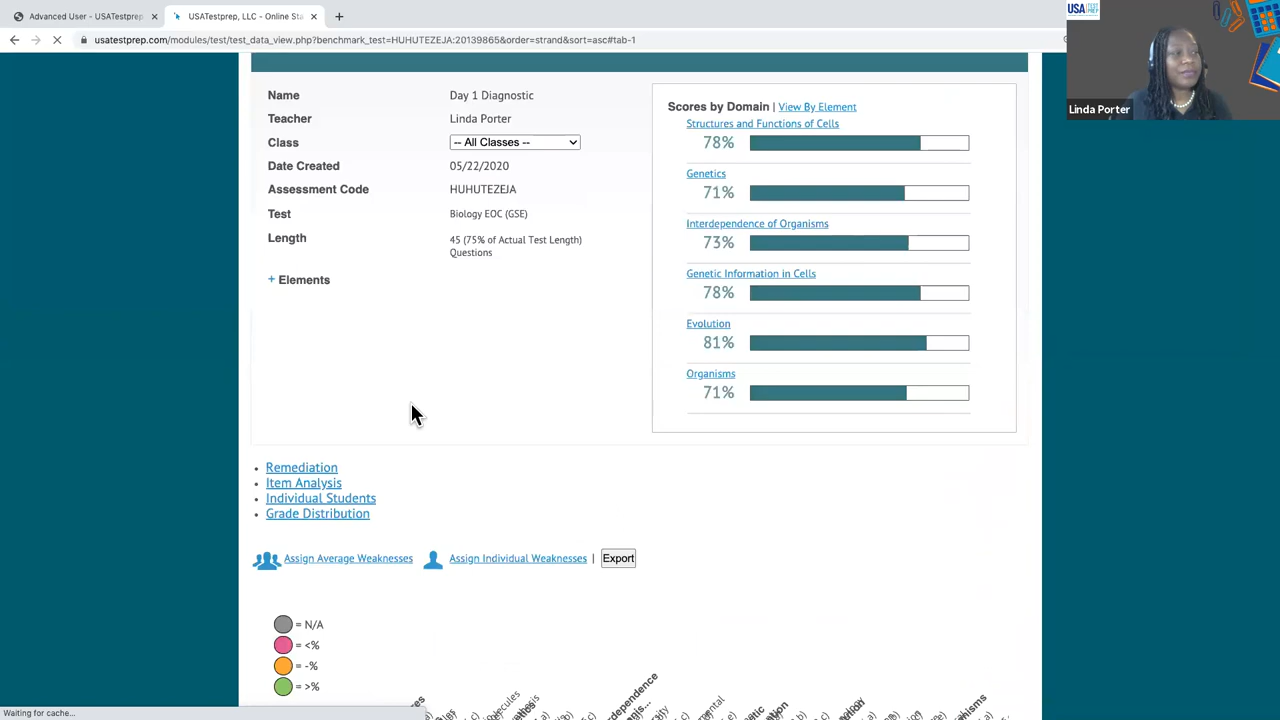 Advanced User - USATestprep
USATestprep, LLC - Online Sta
usatestprep.com/modules/test/test_data_view.php?benchmark_test=HUHUTEZEJA:20139865&order=strand&sort=asc#tab-1
USA
TEST
PREP
Linda Porter
Name Day 1 Diagnostic
Teacher Linda Porter
Class -- All Classes --
Date Created 05/22/2020
Assessment Code HUHUTEZEJA
Test Biology EOC (GSE)
Length 45 (75% of Actual Test Length)
Questions
+ Elements
Scores by Domain | View By Element
Structures and Functions of Cells
78%
Genetics
71%
Interdependence of Organisms
73%
Genetic Information in Cells
78%
Evolution
81%
Organisms
71%
• Remediation
• Item Analysis
• Individual Students
• Grade Distribution
Assign Average Weaknesses Assign Individual Weaknesses | Export
= N/A
= <%
= -%
= >%
Waiting for cache...